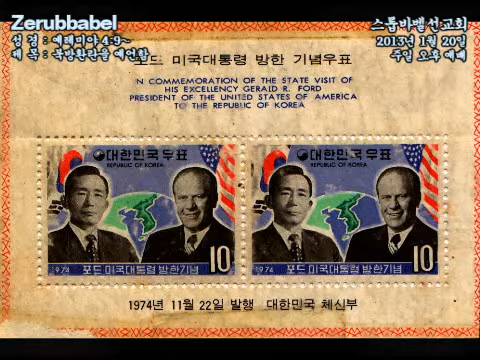 Zerubbabel
성 경 : 예레미야 4-9~
제 목 : 북방환란을 예언함
스룹바벨선교회
2013년 1월 20일
주일 오후 예배
포드 미국대통령 방한 기념우표
IN COMMEMORATION OF THE STATE VISIT OF
HIS EXCELLENCY GERALD R. FORD
PRESIDENT OF THE UNITED STATES OF AMERICA
TO THE REPUBLIC OF KOREA
대한민국우표
REPUBLIC OF KOREA
10
1974 포드 미국대통령 방한기념
대한민국우표
REPUBLIC OF KOREA
10
1974 포드 미국대통령 방한기념
1974년 11월 22일 발행 대한민국 체신부